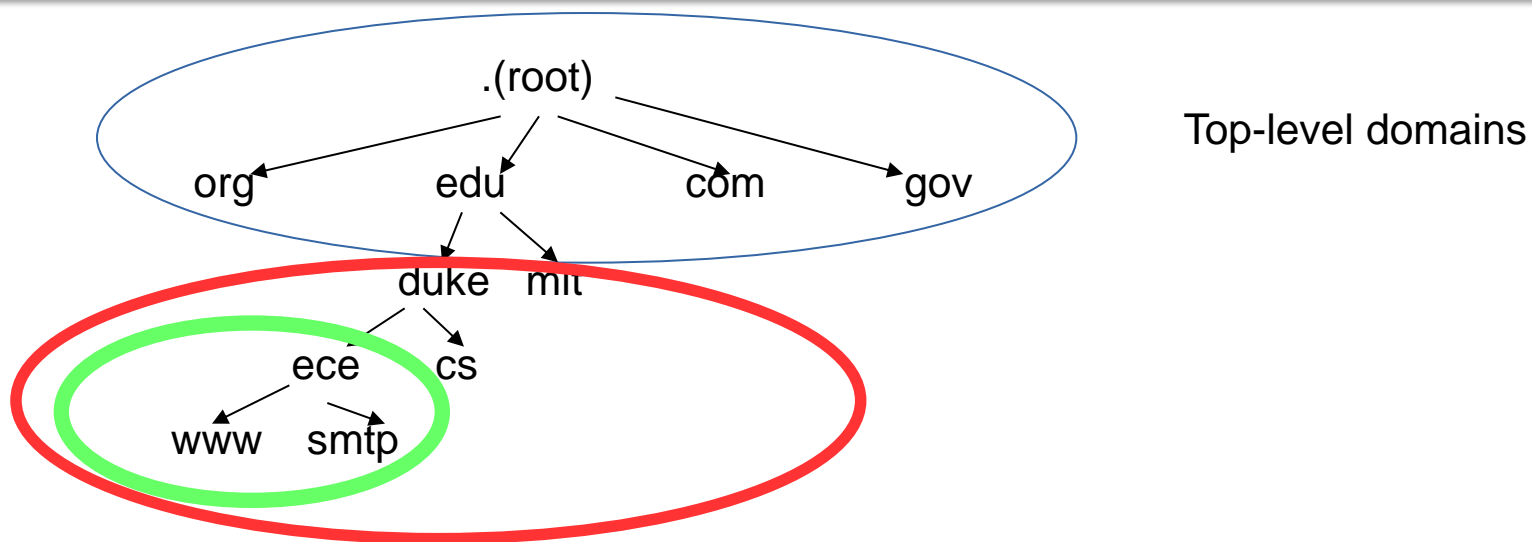 .(root)
Top-level domains
org edu com gov
duke mit
ece cs
www smtp